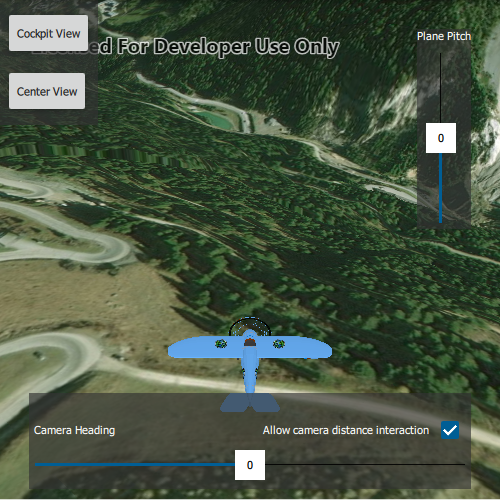 Cockpit View
Licensed For Developer Use Only
Center View
Plane Pitch
0
Camera Heading
Allow camera distance interaction
0